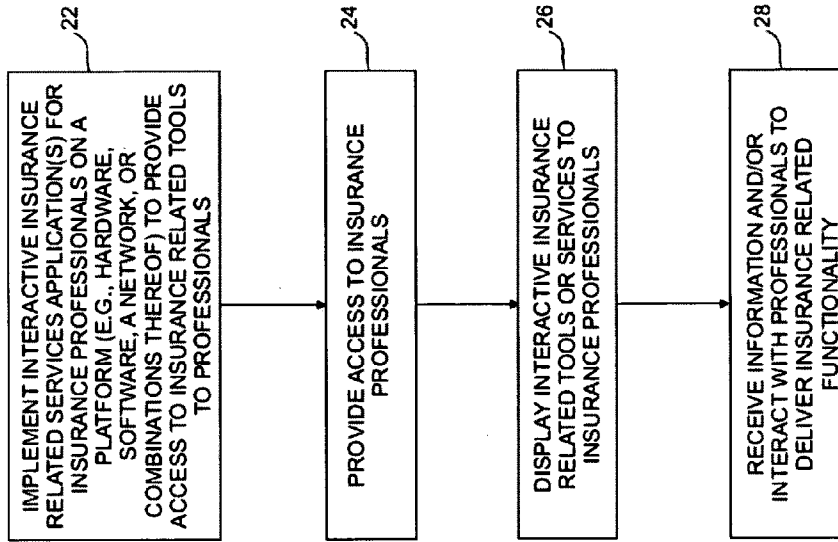 IMPLEMENT INTERACTIVE INSURANCE
RELATED SERVICES APPLICATION(S) FOR
INSURANCE PROFESSIONALS ON A
PLATFORM (E.G., HARDWARE,
SOFTWARE, A NETWORK, OR
COMBINATIONS THEREOF) TO PROVIDE
ACCESS TO INSURANCE RELATED TOOLS
TO PROFESSIONALS
22
PROVIDE ACCESS TO INSURANCE
PROFESSIONALS
24
DISPLAY INTERACTIVE INSURANCE
RELATED TOOLS OR SERVICES TO
INSURANCE PROFESSIONALS
26
RECEIVE INFORMATION AND/OR
INTERACT WITH PROFESSIONALS TO
DELIVER INSURANCE RELATED
FUNCTIONALITY
28